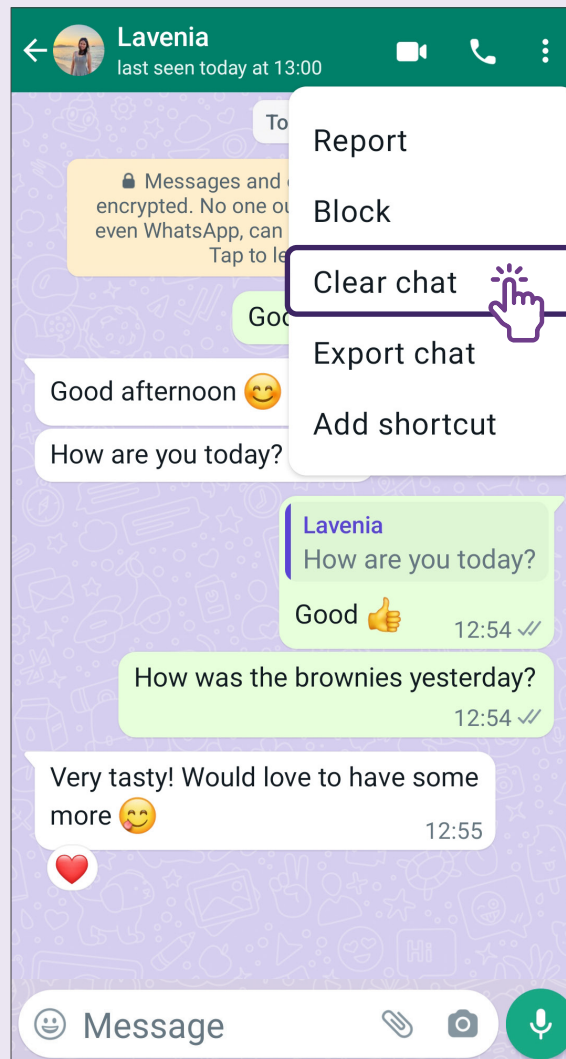 Lavenia
last seen today at 13:00
To
Report
Block
Clear chat
Export chat
Add shortcut
Messages and
encrypted. No one
even WhatsApp, can
Tap to
Good afternoon 😊
How are you today?
Lavenia
How are you today?
Good 👍
12:54
How was the brownies yesterday?
12:54
Very tasty! Would love to have some
more 😋
12:55
❤️
Message